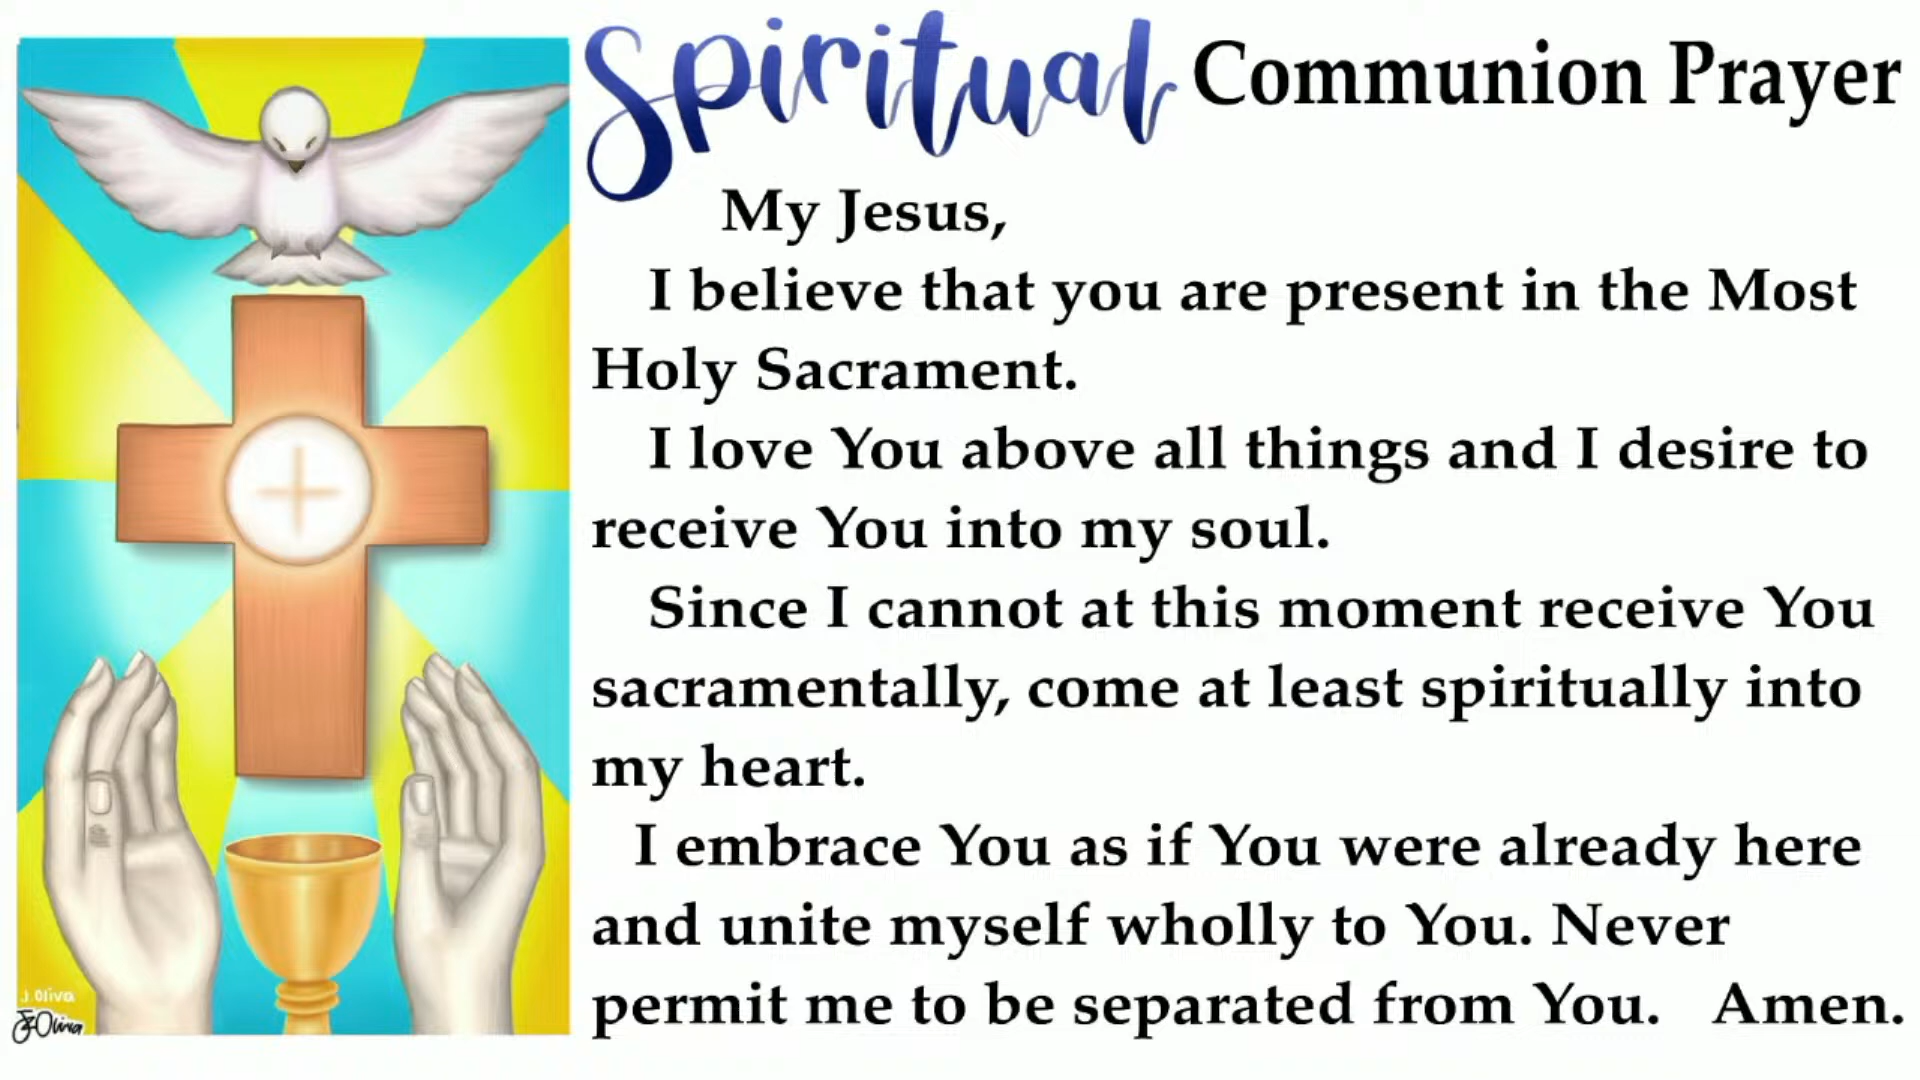 Spiritual Communion Prayer
My Jesus,
I believe that you are present in the Most
Holy Sacrament.
I love You above all things and I desire to
receive You into my soul.
Since I cannot at this moment receive You
sacramentally, come at least spiritually into
my heart.
I embrace You as if You were already here
and unite myself wholly to You. Never
permit me to be separated from You. Amen.
J. Oliva
Oliva